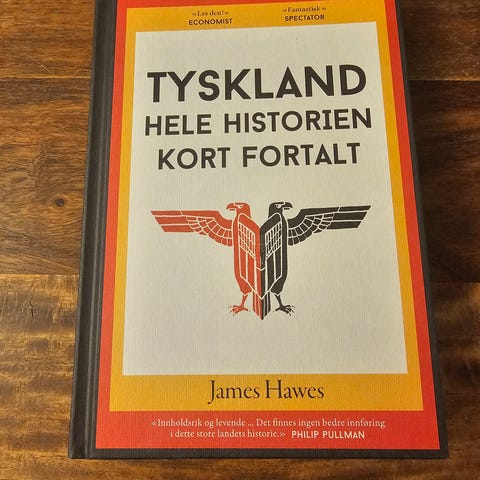 «Les den!»
ECONOMIST
«Fantastisk»
SPECTATOR
TYSKLAND
HELE HISTORIEN
KORT FORTALT
James Hawes
«Innholdsrik og levende ... Det finnes ingen bedre innføring
i dette store landets historie.» PHILIP PULLMAN